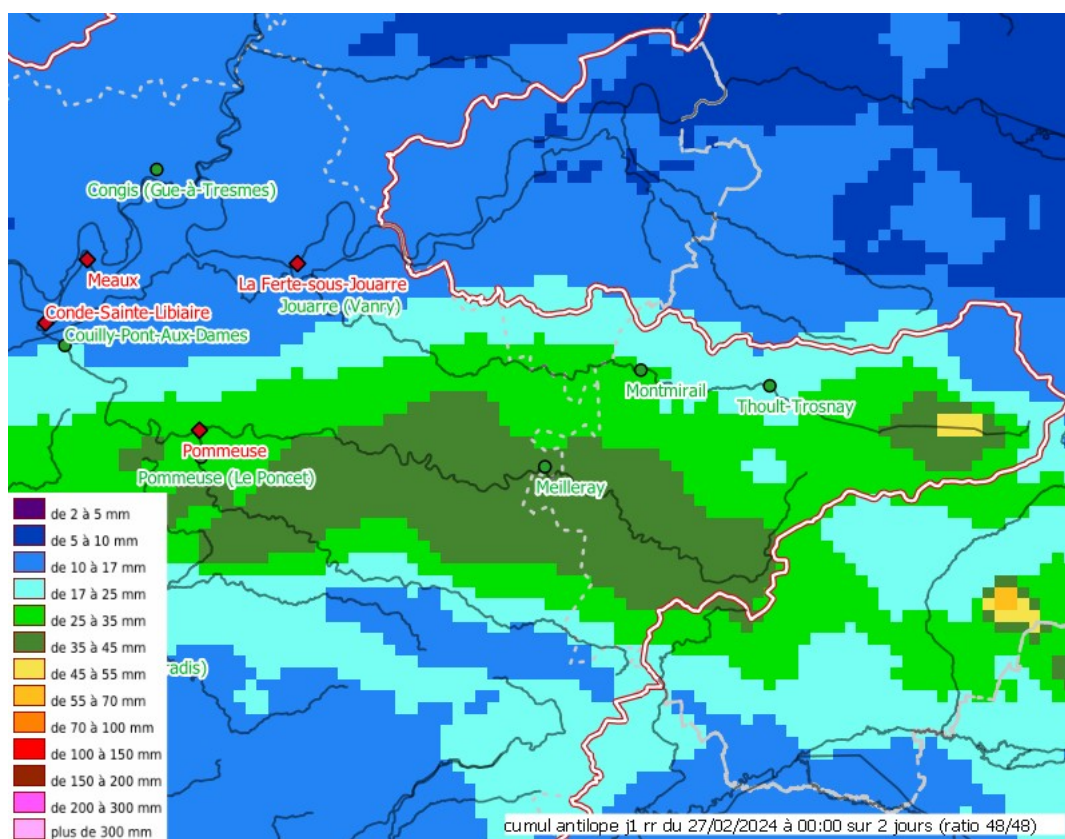 Congis (Gue-à-Tresmes)
Meaux
La Ferte-sous-Jouarre
Jouarre (Vanry)
Conde-Sainte-Libiaire
Couilly-Pont-Aux-Dames
Montmirail
Thoult-Trosnay
Pommeuse
Pommeuse (Le Poncet)
Meilleray
radis)
de 2 à 5 mm
de 5 à 10 mm
de 10 à 17 mm
de 17 à 25 mm
de 25 à 35 mm
de 35 à 45 mm
de 45 à 55 mm
de 55 à 70 mm
de 70 à 100 mm
de 100 à 150 mm
de 150 à 200 mm
de 200 à 300 mm
plus de 300 mm
cumul antilope j1 rr du 27/02/2024 à 00:00 sur 2 jours (ratio 48/48)